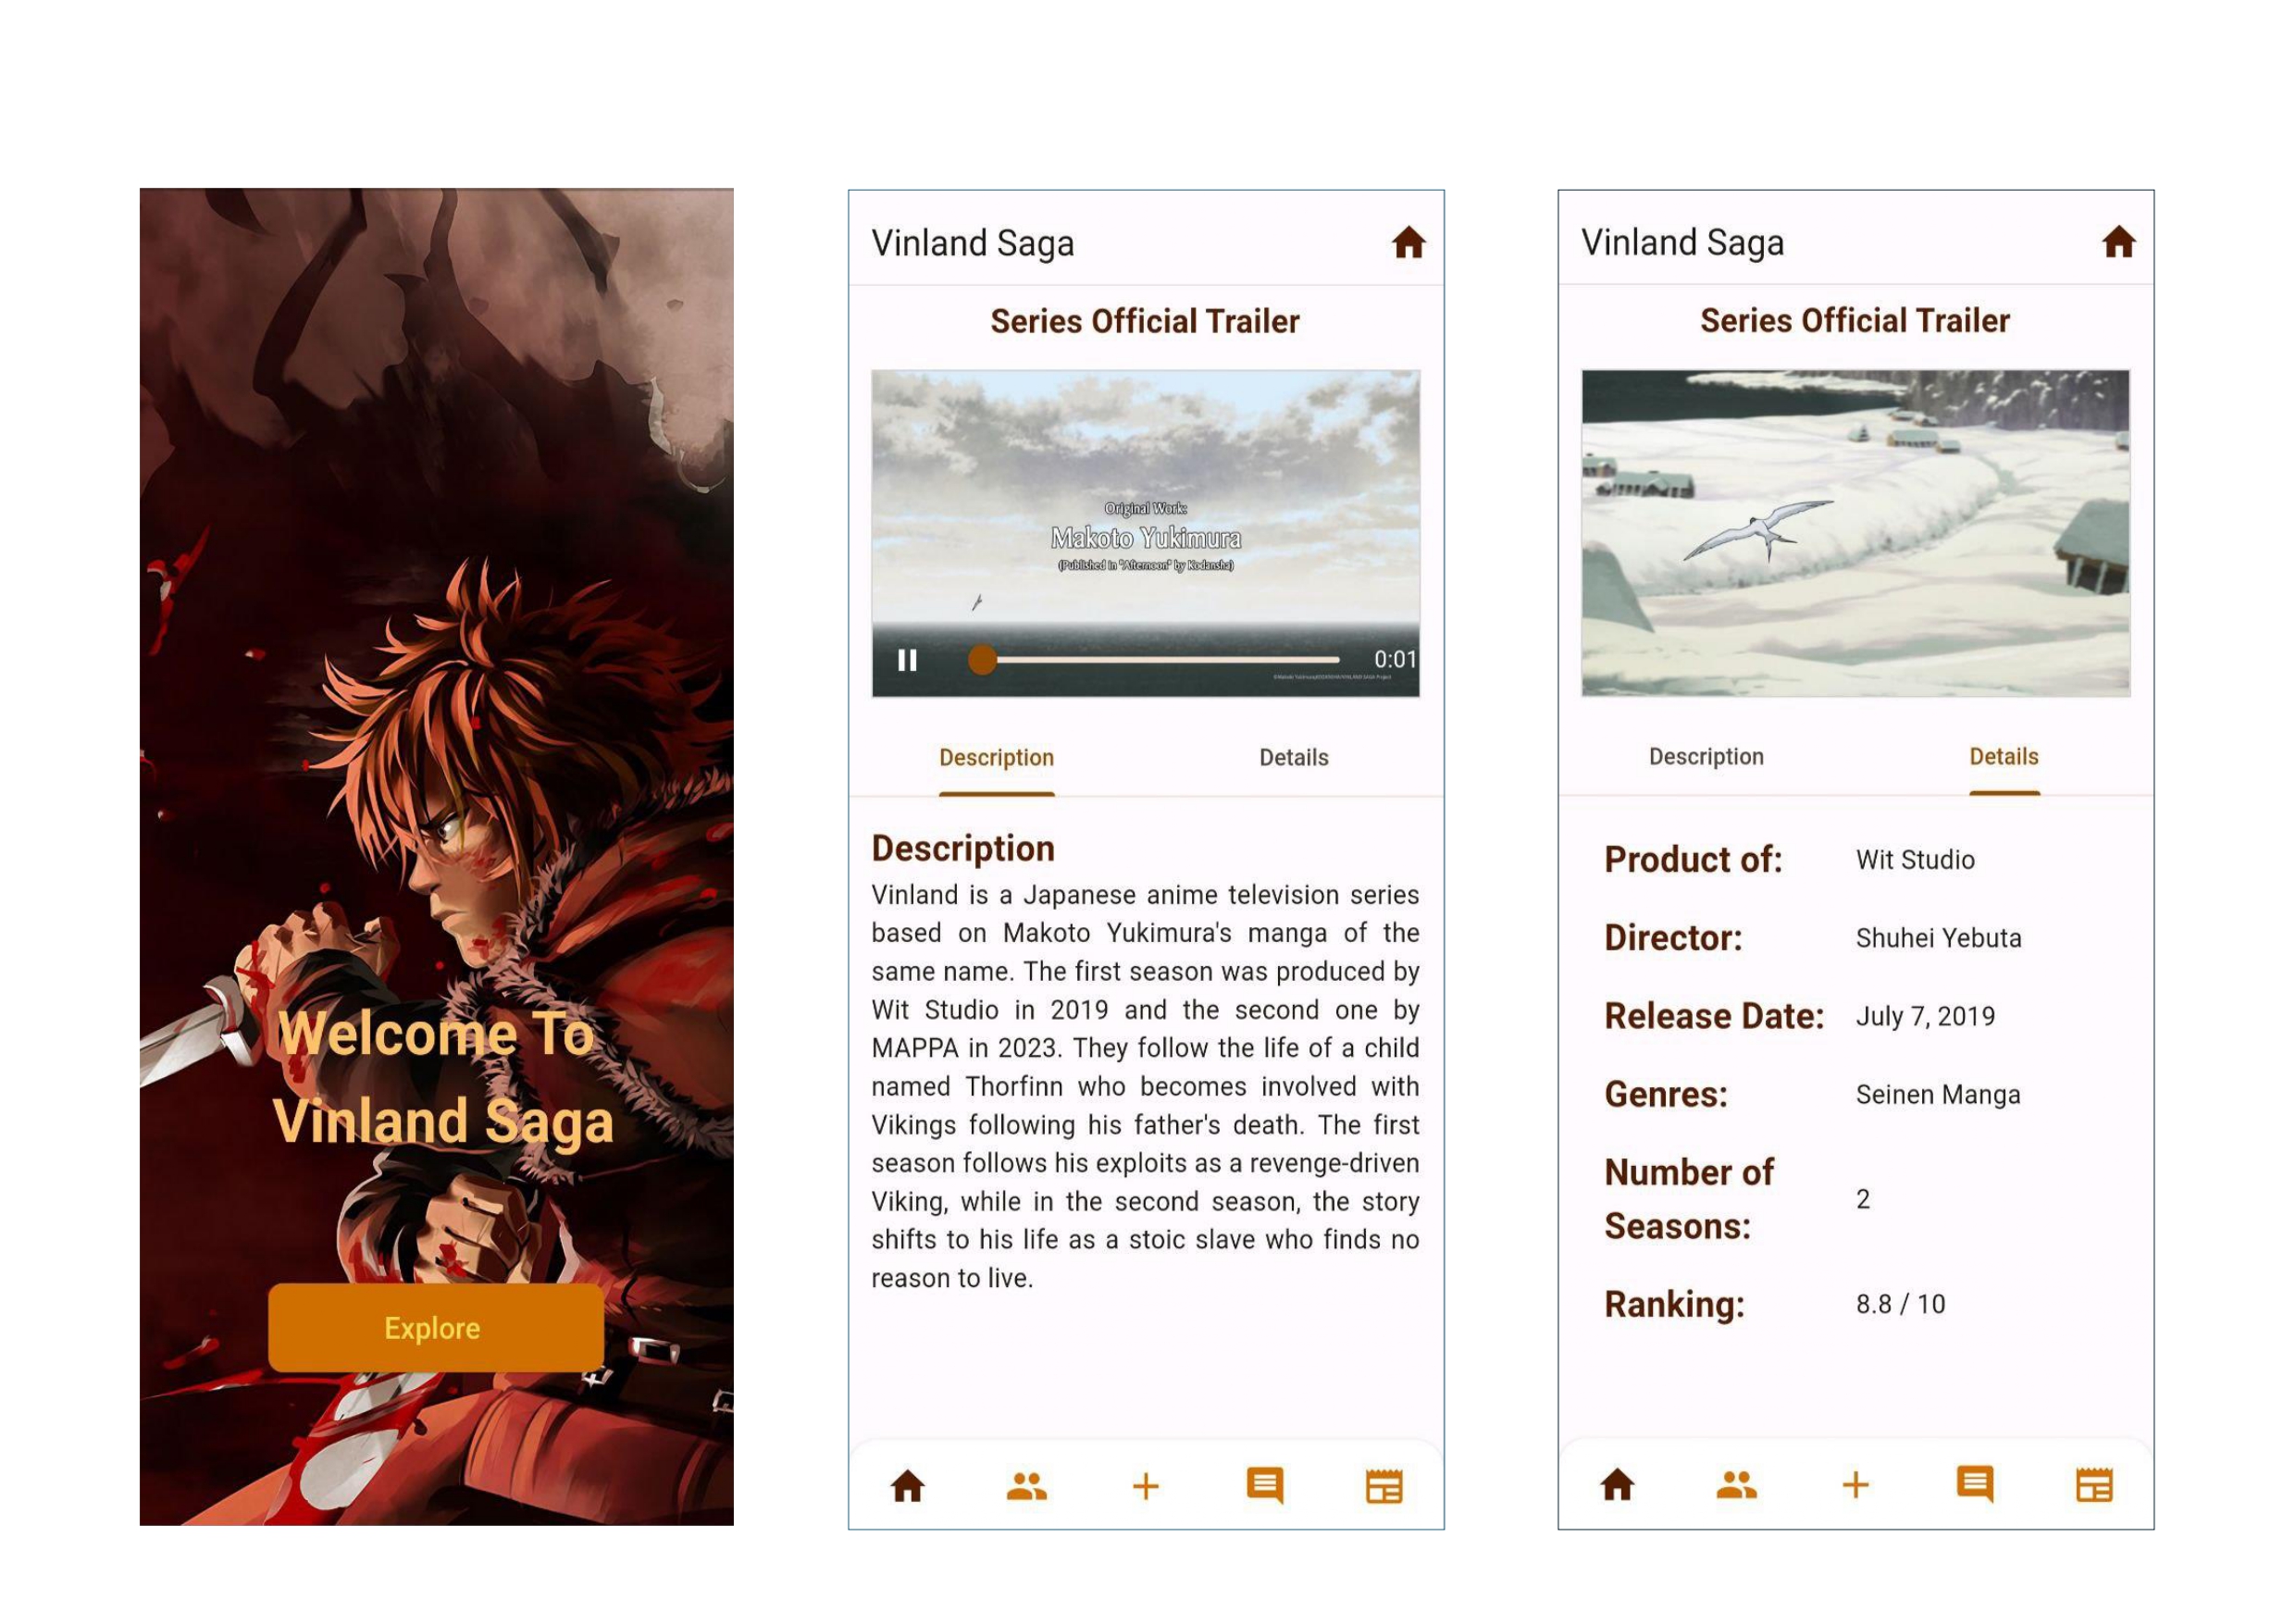 Welcome To
Vinland Saga
Explore
Vinland Saga
Series Official Trailer
Original Work:
Makoto Yukimura
(Published in "Afternoon" by Kodansha)
0:01
Description
Details
Description
Vinland is a Japanese anime television series
based on Makoto Yukimura's manga of the
same name. The first season was produced by
Wit Studio in 2019 and the second one by
MAPPA in 2023. They follow the life of a child
named Thorfinn who becomes involved with
Vikings following his father's death. The first
season follows his exploits as a revenge-driven
Viking, while in the second season, the story
shifts to his life as a stoic slave who finds no
reason to live.
Vinland Saga
Series Official Trailer
Description
Details
Product of: Wit Studio
Director: Shuhei Yebuta
Release Date: July 7, 2019
Genres: Seinen Manga
Number of
Seasons: 2
Ranking: 8.8 / 10